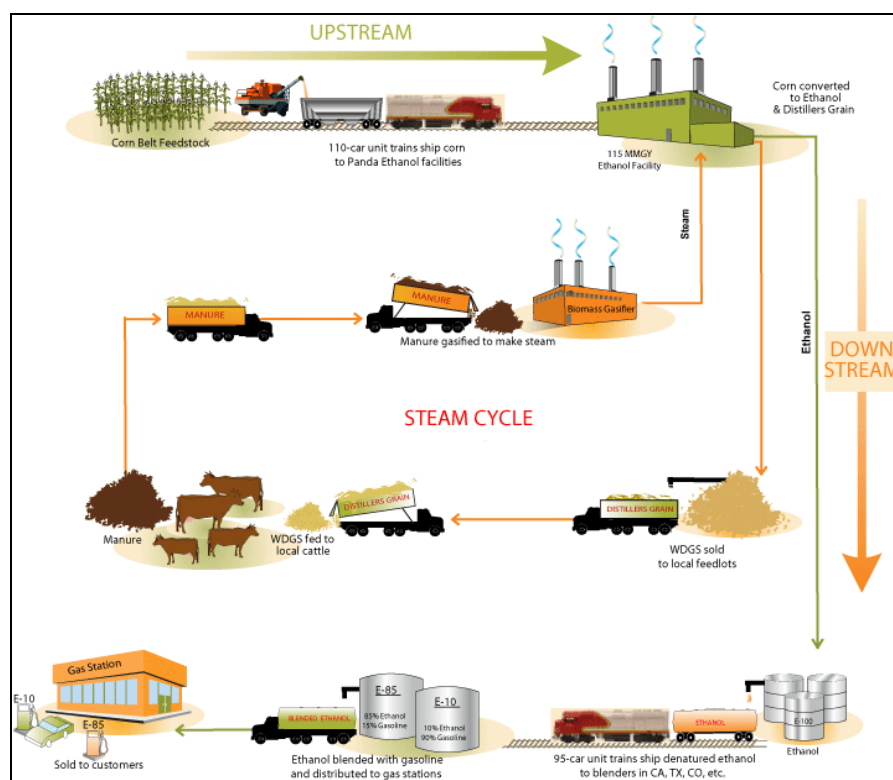 UPSTREAM
Corn Belt Feedstock
110-car unit trains ship corn
to Panda Ethanol facilities
115 MMGY
Ethanol Facility
Corn converted
to Ethanol
& Distillers Grain
Steam
Ethanol
DOWN
STREAM
MANURE
MANURE
Manure gasified to make steam
Biomass Gasifier
STEAM CYCLE
Manure
WDGS fed to
local cattle
DISTILLERS GRAIN
DISTILLERS GRAIN
WDGS sold
to local feedlots
Gas Station
E-10
E-85
Sold to customers
BLENDED ETHANOL
E-85
85% Ethanol
15% Gasoline
E-10
10% Ethanol
90% Gasoline
Ethanol blended with gasoline
and distributed to gas stations
ETHANOL
95-car unit trains ship denatured ethanol
to blenders in CA, TX, CO, etc.
E-100
Ethanol